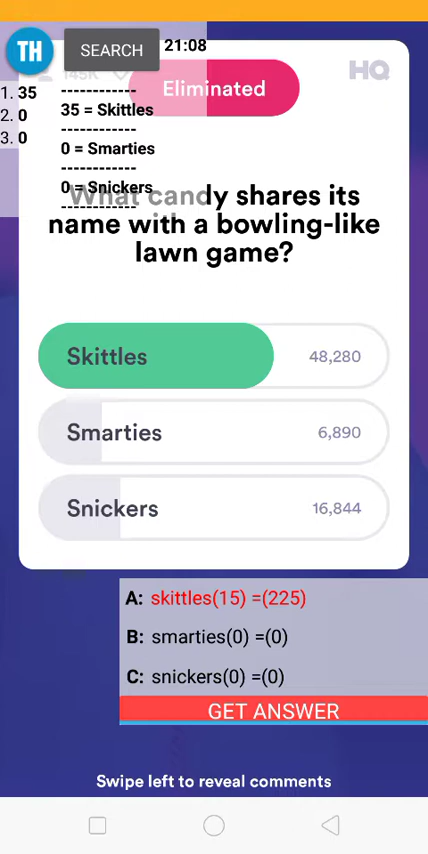 TH
SEARCH
21:08
145K
HQ
Eliminated
1. 35
2. 0
3. 0
------------
35 = Skittles
------------
0 = Smarties
------------
0 = Snickers
------------
What candy shares its
name with a bowling-like
lawn game?
Skittles 48,280
Smarties 6,890
Snickers 16,844
A: skittles(15) =(225)
B: smarties(0) =(0)
C: snickers(0) =(0)
GET ANSWER
Swipe left to reveal comments